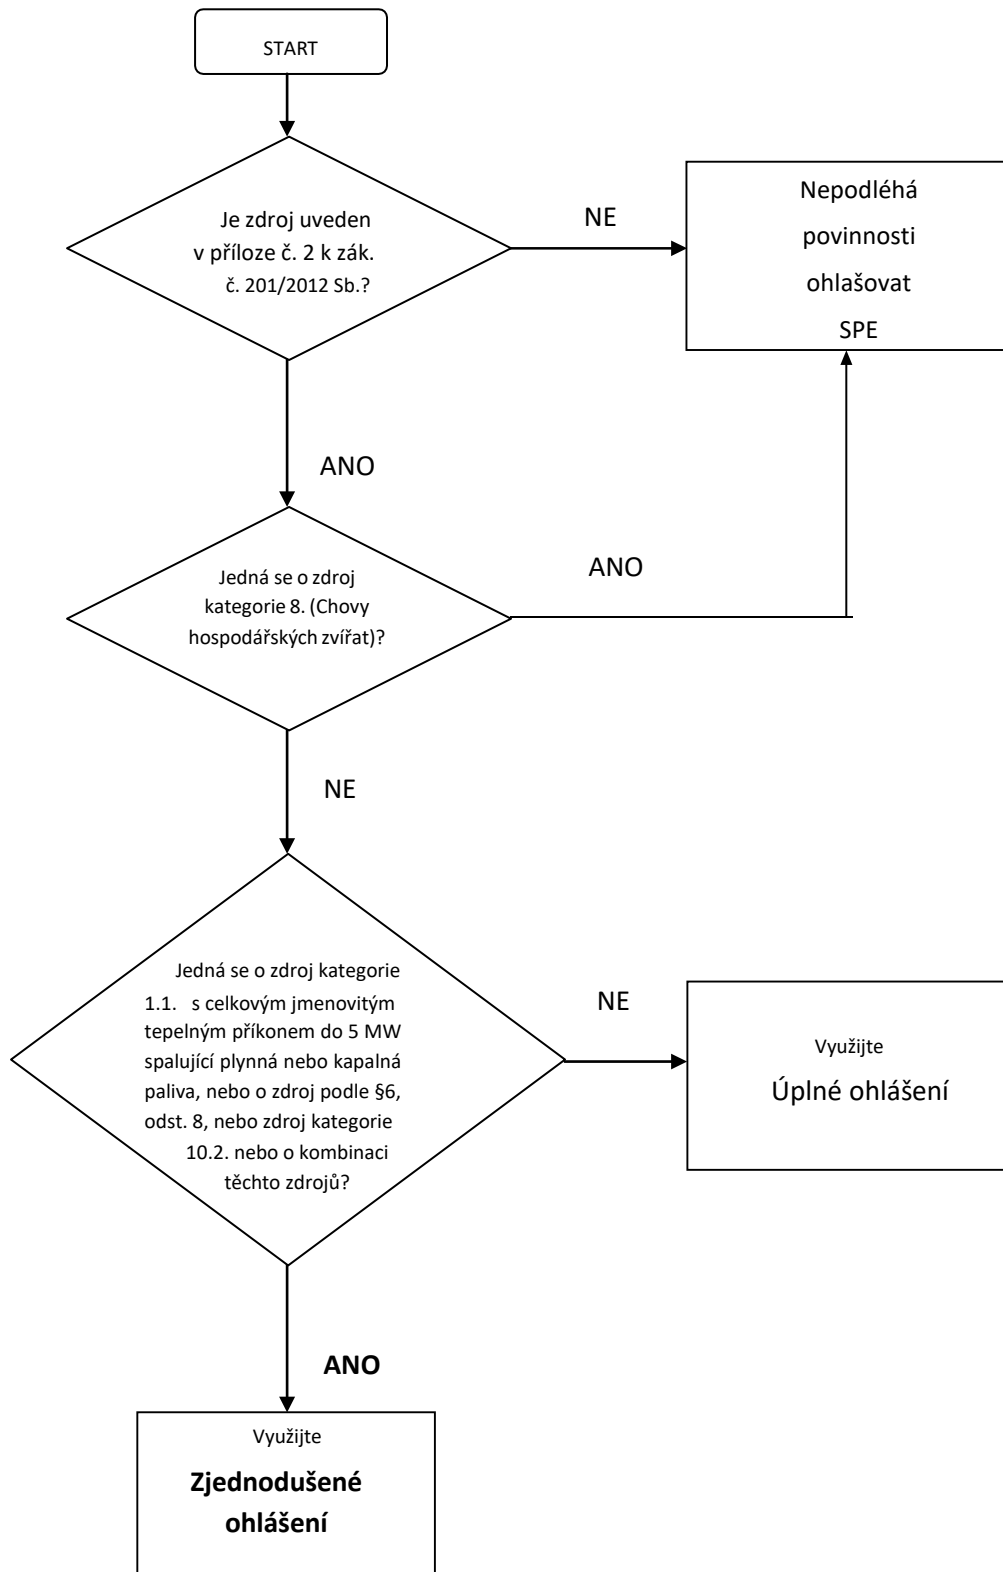 START
Je zdroj uveden
v příloze č. 2 k zák.
č. 201/2012 Sb.?
NE
Nepodléhá
povinnosti
ohlašovat
SPE
ANO
Jedná se o zdroj
kategorie 8. (Chovy
hospodářských zvířat)?
ANO
NE
Jedná se o zdroj kategorie
1.1. s celkovým jmenovitým
tepelným příkonem do 5 MW
spalující plynná nebo kapalná
paliva, nebo o zdroj podle §6,
odst. 8, nebo zdroj kategorie
10.2. nebo o kombinaci
těchto zdrojů?
NE
Využijte
Úplné ohlášení
ANO
Využijte
Zjednodušené
ohlášení